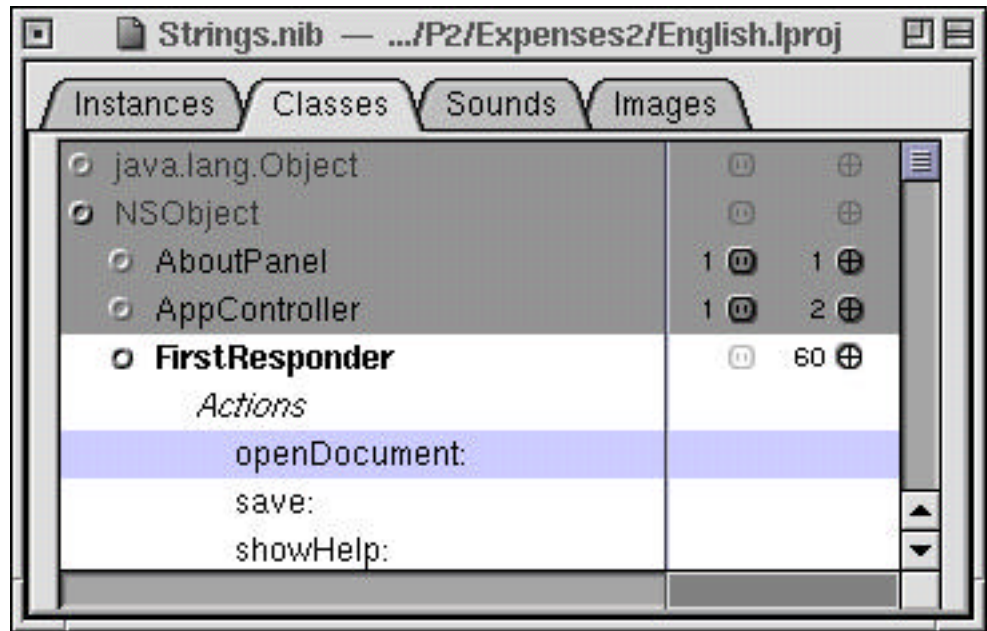 Strings.nib — .../P2/Expenses2/English.lproj
Instances Classes Sounds Images
java.lang.Object
NSObject
AboutPanel 1 1
AppController 1 2
FirstResponder 60
Actions
openDocument:
save:
showHelp: